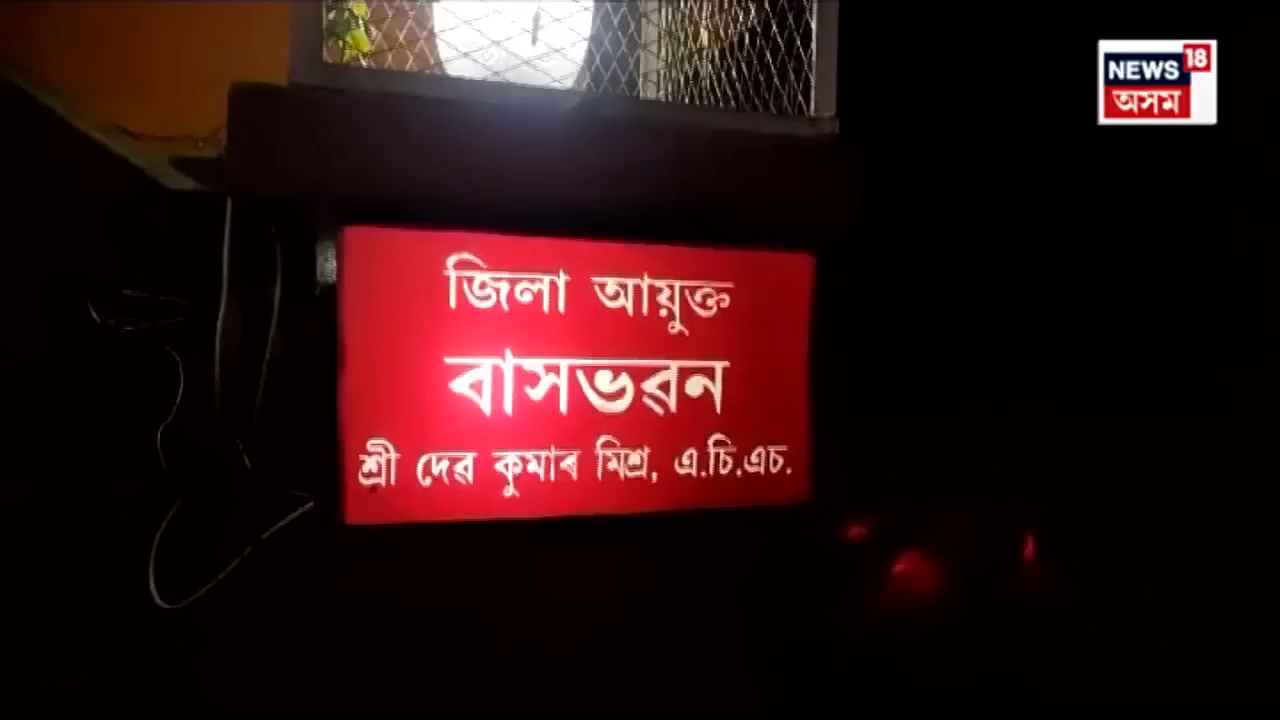 NEWS 18
অসম
জিলা আয়ুক্ত
বাসভৱন
শ্ৰী দেৱ কুমাৰ মিশ্ৰ, এ.চি.এচ.